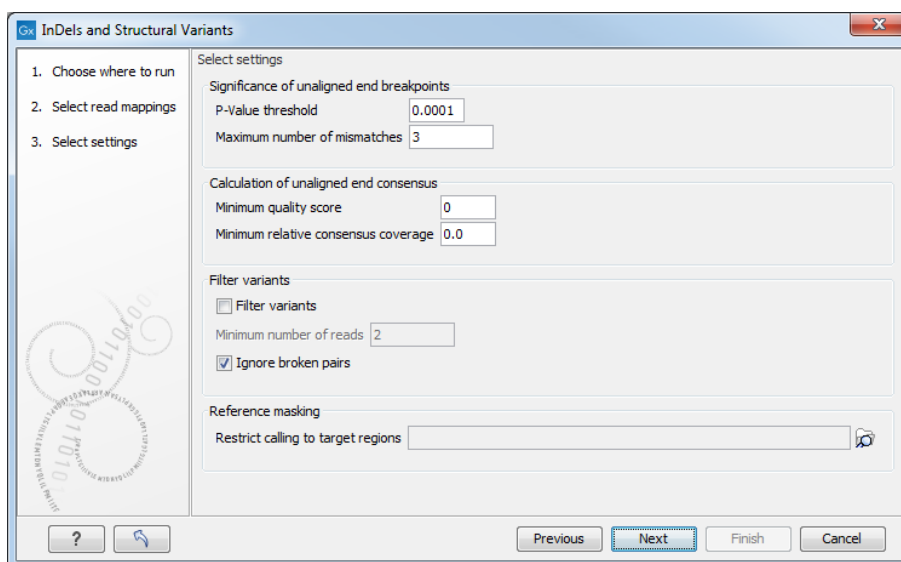 Gx InDels and Structural Variants
X
1. Choose where to run
2. Select read mappings
3. Select settings
Select settings
Significance of unaligned end breakpoints
P-Value threshold 0.0001
Maximum number of mismatches 3
Calculation of unaligned end consensus
Minimum quality score 0
Minimum relative consensus coverage 0.0
Filter variants
Filter variants
Minimum number of reads 2
Ignore broken pairs
Reference masking
Restrict calling to target regions
? Previous Next Finish Cancel